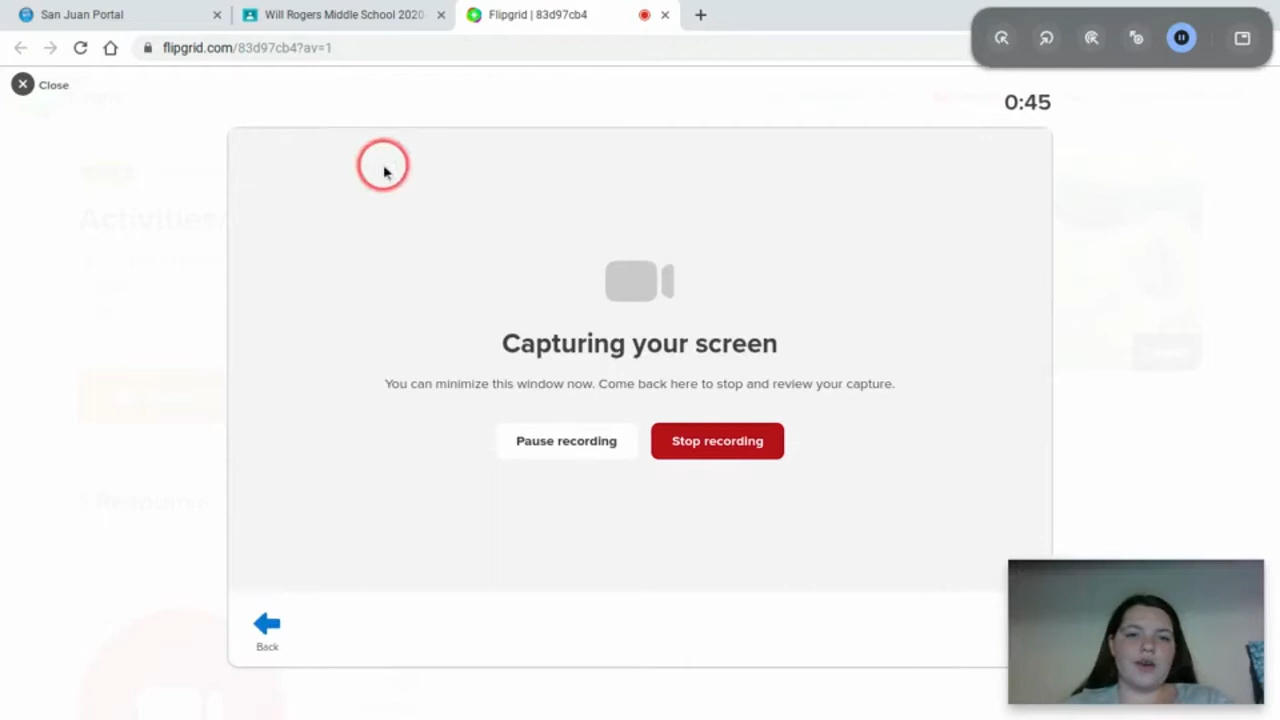 San Juan Portal
Will Rogers Middle School 2020
Flipgrid | 83d97cb4
flipgrid.com/83d97cb4?av=1
Close
0:45
Activities
Capturing your screen
You can minimize this window now. Come back here to stop and review your capture.
Pause recording
Stop recording
Respons
Back